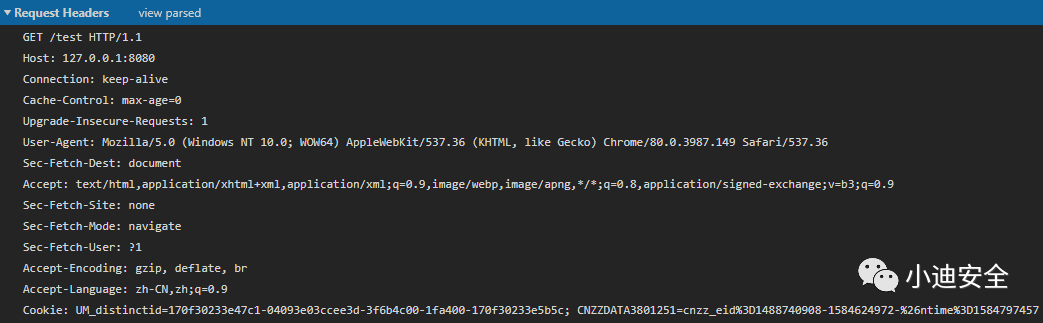 Request Headers view parsed
GET /test HTTP/1.1
Host: 127.0.0.1:8080
Connection: keep-alive
Cache-Control: max-age=0
Upgrade-Insecure-Requests: 1
User-Agent: Mozilla/5.0 (Windows NT 10.0; WOW64) AppleWebKit/537.36 (KHTML, like Gecko) Chrome/80.0.3987.149 Safari/537.36
Sec-Fetch-Dest: document
Accept: text/html,application/xhtml+xml,application/xml;q=0.9,image/webp,image/apng,*/*;q=0.8,application/signed-exchange;v=b3;q=0.9
Sec-Fetch-Site: none
Sec-Fetch-Mode: navigate
Sec-Fetch-User: ?1
Accept-Encoding: gzip, deflate, br
Accept-Language: zh-CN,zh;q=0.9
Cookie: UM_distinctid=170f30233e47c1-04093e03ccee3d-3f6b4c00-1fa400-170f30233e5b5c; CNZZDATA3801251=cnzz_eid%3D1488740908-1584624972-%26ntime%3D1584797457
小迪安全